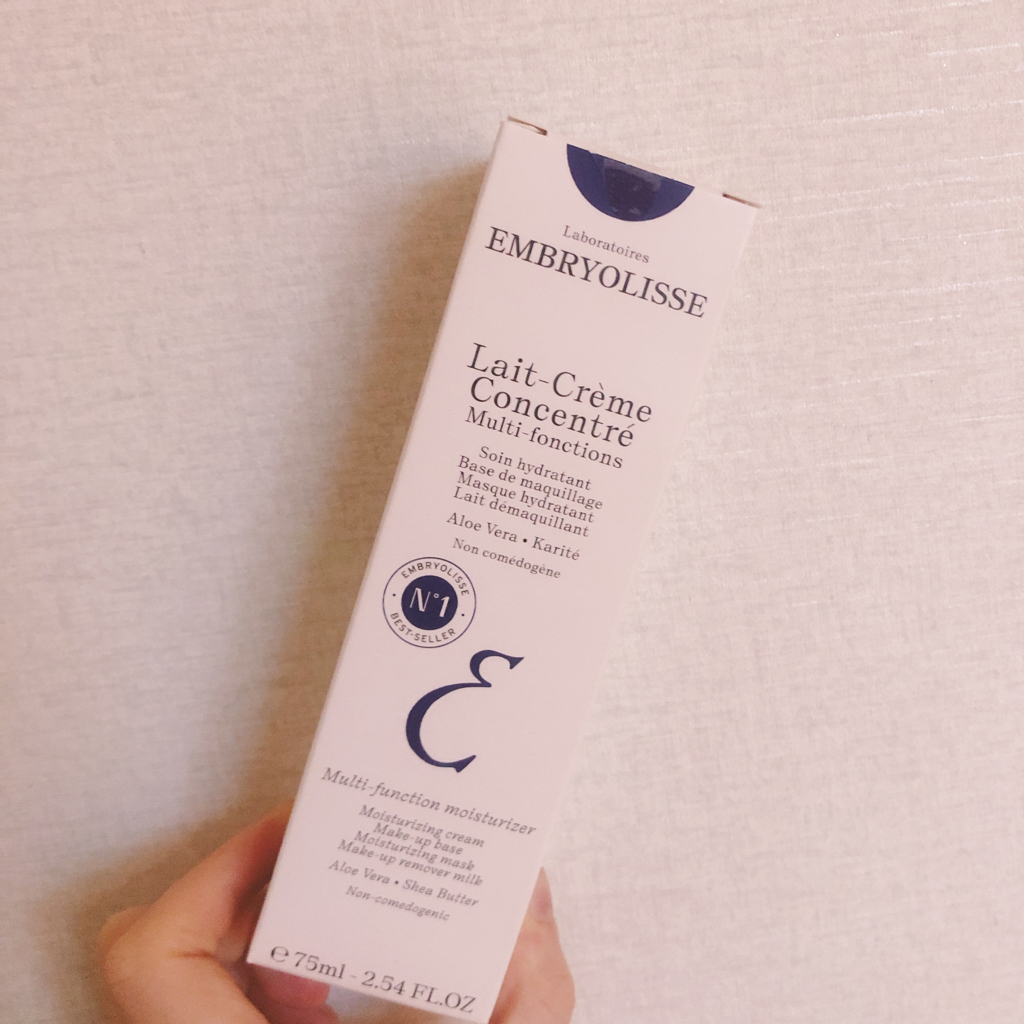 Laboratoires
EMBRYOLISSE
Lait-Crème
Concentré
Multi-fonctions
Soin hydratant
Base de maquillage
Masque hydratant
Lait démaquillant
Aloe Vera • Karité
Non comédogène
EMBRYOLISSE
N°1
BEST-SELLER
E
Multi-function moisturizer
Moisturizing cream
Make-up base
Moisturizing mask
Make-up remover milk
Aloe Vera • Shea Butter
Non-comedogenic
℮ 75ml - 2.54 FL.OZ